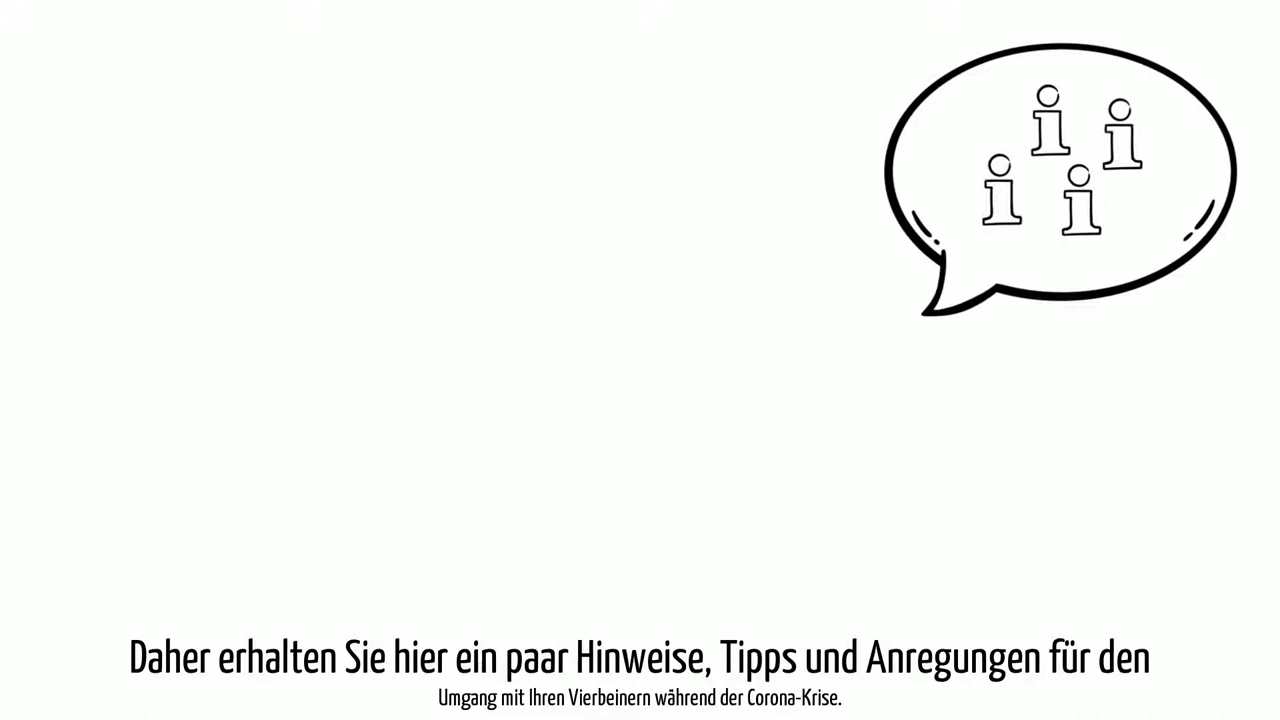 i i
i i
Daher erhalten Sie hier ein paar Hinweise, Tipps und Anregungen für den
Umgang mit Ihren Vierbeinern während der Corona-Krise.